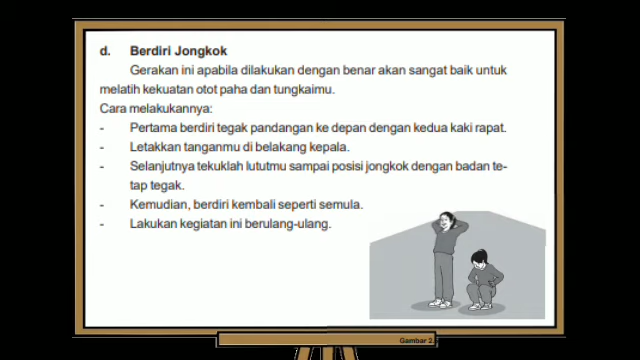 d. Berdiri Jongkok
Gerakan ini apabila dilakukan dengan benar akan sangat baik untuk
melatih kekuatan otot paha dan tungkaimu.
Cara melakukannya:
- Pertama berdiri tegak pandangan ke depan dengan kedua kaki rapat.
- Letakkan tanganmu di belakang kepala.
- Selanjutnya tekuklah lututmu sampai posisi jongkok dengan badan te-
tap tegak.
- Kemudian, berdiri kembali seperti semula.
- Lakukan kegiatan ini berulang-ulang.
Gambar 2.